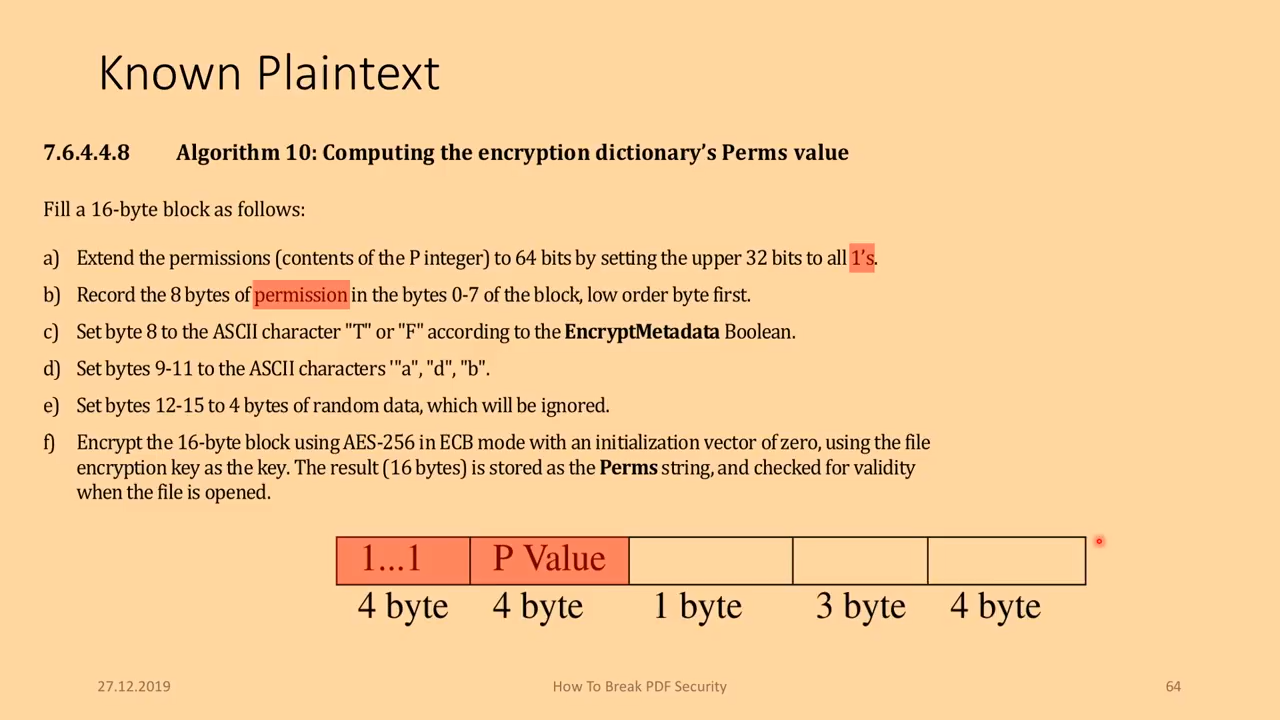 Known Plaintext
7.6.4.4.8 Algorithm 10: Computing the encryption dictionary’s Perms value
Fill a 16-byte block as follows:
a) Extend the permissions (contents of the P integer) to 64 bits by setting the upper 32 bits to all 1’s.
b) Record the 8 bytes of permission in the bytes 0-7 of the block, low order byte first.
c) Set byte 8 to the ASCII character "T" or "F" according to the EncryptMetadata Boolean.
d) Set bytes 9-11 to the ASCII characters '"a", "d", "b".
e) Set bytes 12-15 to 4 bytes of random data, which will be ignored.
f) Encrypt the 16-byte block using AES-256 in ECB mode with an initialization vector of zero, using the file
encryption key as the key. The result (16 bytes) is stored as the Perms string, and checked for validity
when the file is opened.
1...1 P Value
4 byte 4 byte 1 byte 3 byte 4 byte
27.12.2019 How To Break PDF Security 64